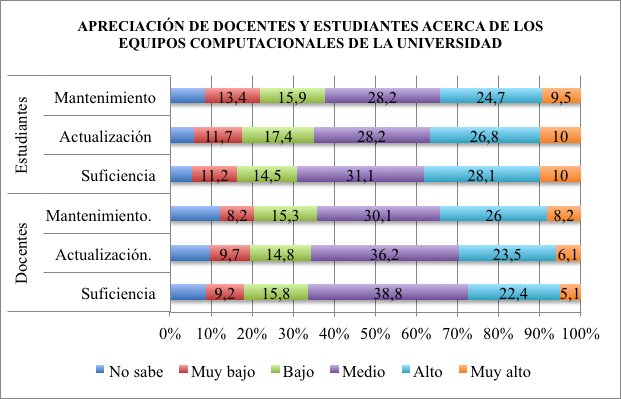 APRECIACIÓN DE DOCENTES Y ESTUDIANTES ACERCA DE LOS
EQUIPOS COMPUTACIONALES DE LA UNIVERSIDAD
Estudiantes
Mantenimiento 13,4 15,9 28,2 24,7 9,5
Actualización 11,7 17,4 28,2 26,8 10
Suficiencia 11,2 14,5 31,1 28,1 10
Docentes
Mantenimiento. 8,2 15,3 30,1 26 8,2
Actualización. 9,7 14,8 36,2 23,5 6,1
Suficiencia 9,2 15,8 38,8 22,4 5,1
0% 10% 20% 30% 40% 50% 60% 70% 80% 90% 100%
No sabe Muy bajo Bajo Medio Alto Muy alto